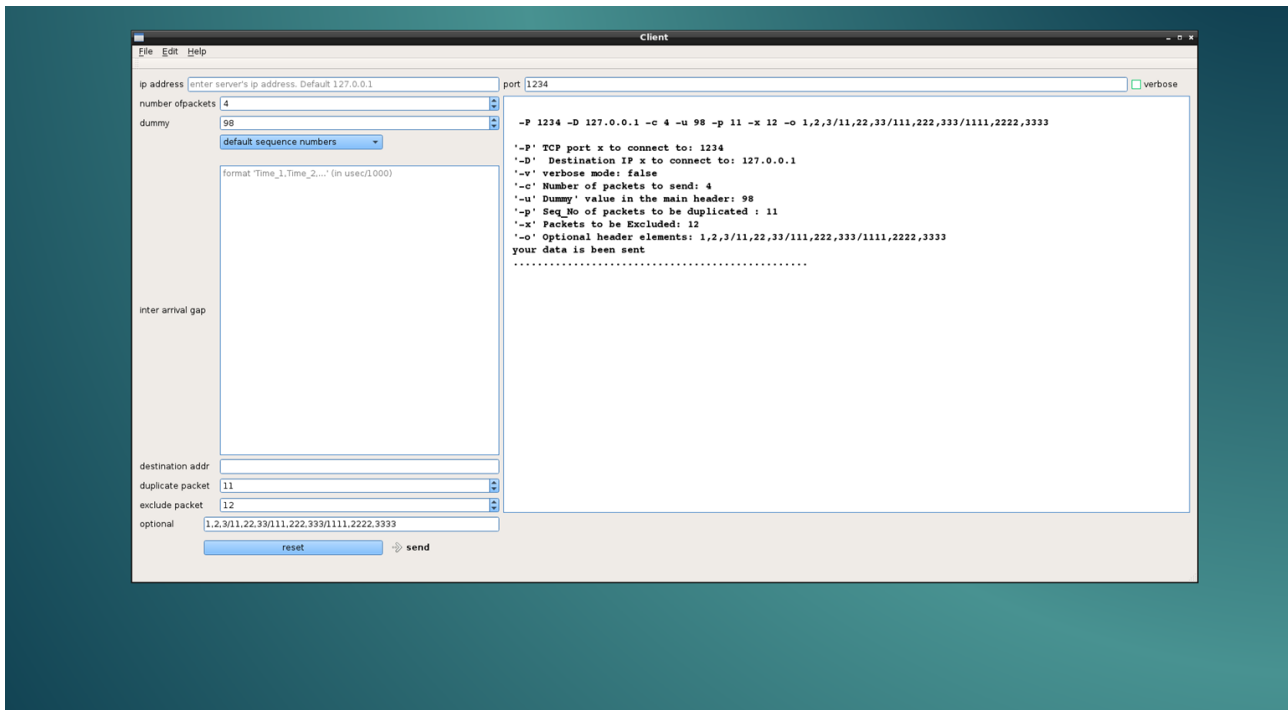 Client
File Edit Help
ip address enter server's ip address. Default 127.0.0.1 port 1234 verbose
number ofpackets 4
dummy 98
default sequence numbers
format 'Time_1,Time_2,...' (in usec/1000)
inter arrival gap
destination addr
duplicate packet 11
exclude packet 12
optional 1,2,3/11,22,33/111,222,333/1111,2222,3333
reset send
-P 1234 -D 127.0.0.1 -c 4 -u 98 -p 11 -x 12 -o 1,2,3/11,22,33/111,222,333/1111,2222,3333
'-P' TCP port x to connect to: 1234
'-D' Destination IP x to connect to: 127.0.0.1
'-v' verbose mode: false
'-c' Number of packets to send: 4
'-u' Dummy' value in the main header: 98
'-p' Seq_No of packets to be duplicated : 11
'-x' Packets to be Excluded: 12
'-o' Optional header elements: 1,2,3/11,22,33/111,222,333/1111,2222,3333
your data is been sent
.................................................